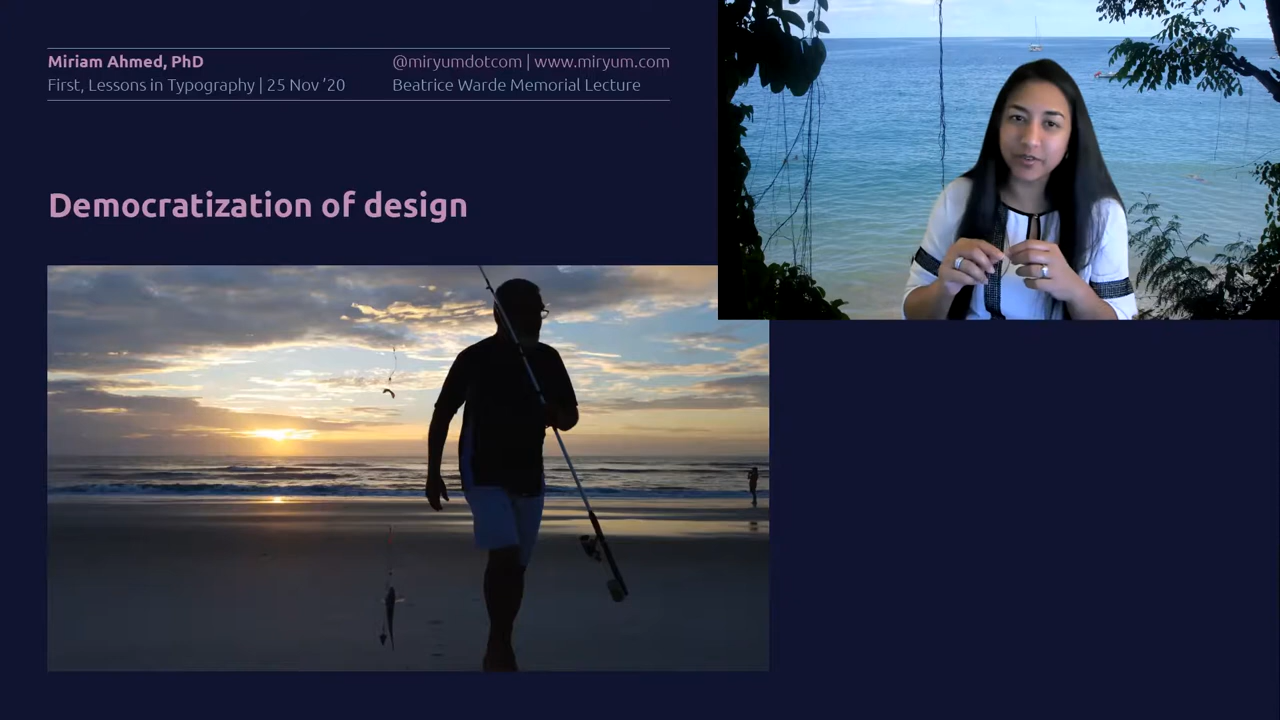 Miriam Ahmed, PhD
First, Lessons in Typography | 25 Nov ’20
@miryumdotcom | www.miryum.com
Beatrice Warde Memorial Lecture
Democratization of design